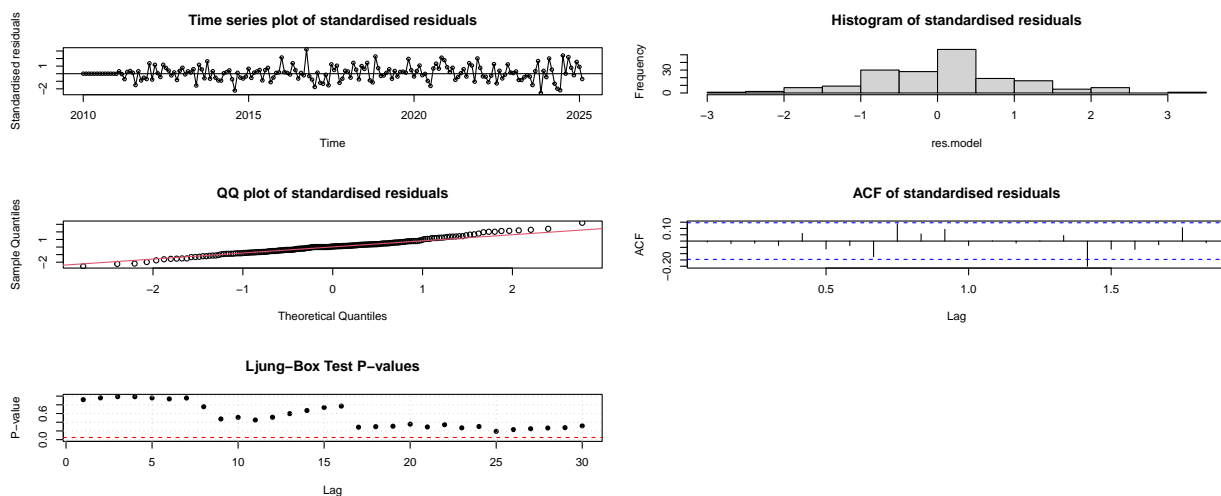 Time series plot of standardised residuals
Standardised residuals
1
−2
2010
2015
2020
2025
Time
Histogram of standardised residuals
Frequency
30
0
−3
−2
−1
0
1
2
3
res.model
QQ plot of standardised residuals
Sample Quantiles
1
−2
−2
−1
0
1
2
Theoretical Quantiles
ACF of standardised residuals
ACF
0.10
−0.20
0.5
1.0
1.5
Lag
Ljung−Box Test P−values
P−value
0.6
0.0
0
5
10
15
20
25
30
Lag